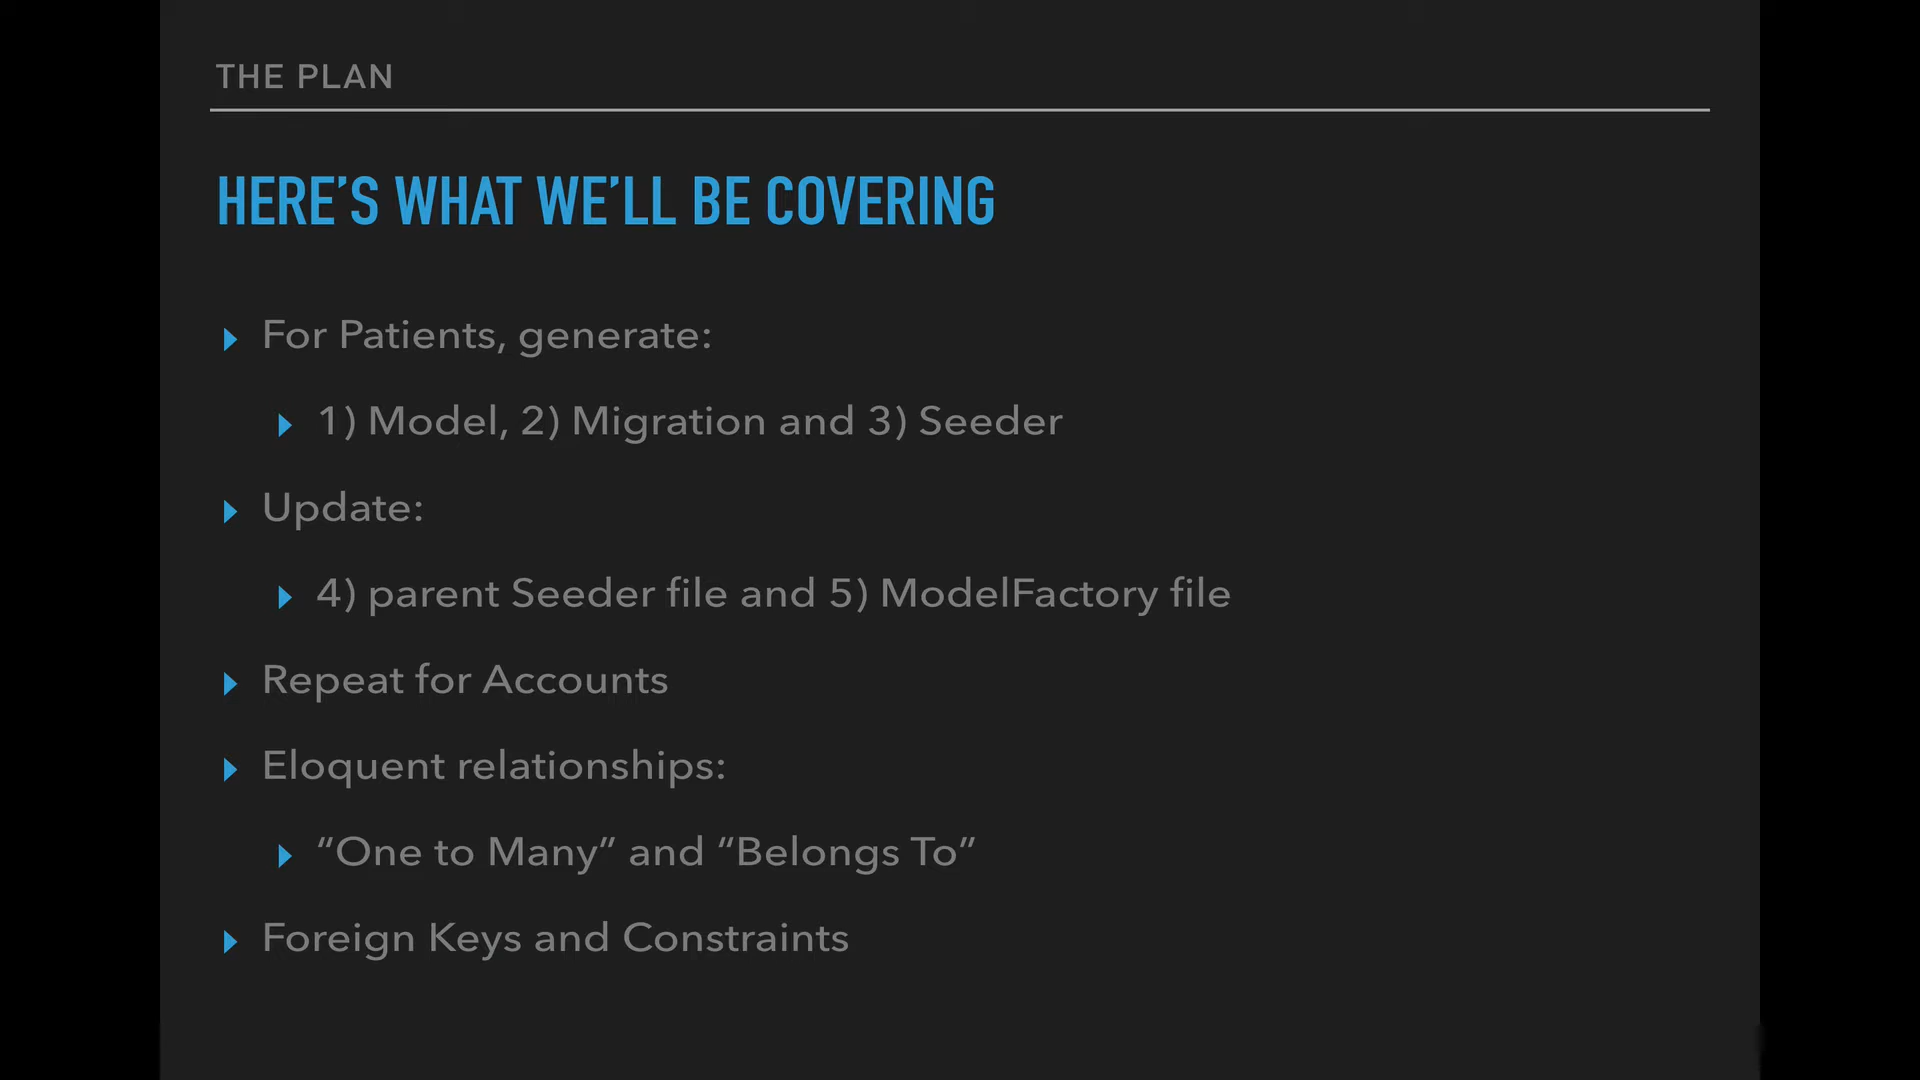 THE PLAN
HERE’S WHAT WE’LL BE COVERING
For Patients, generate:
1) Model, 2) Migration and 3) Seeder
Update:
4) parent Seeder file and 5) ModelFactory file
Repeat for Accounts
Eloquent relationships:
“One to Many” and “Belongs To”
Foreign Keys and Constraints